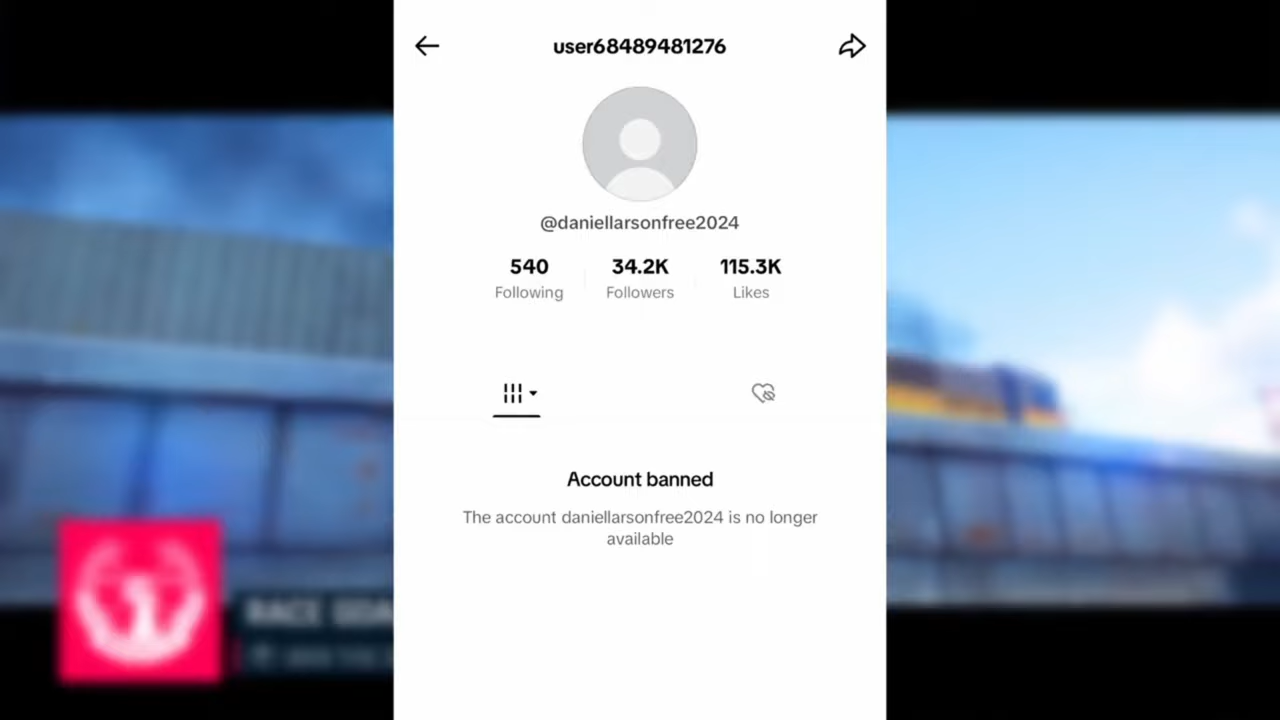 user68489481276
@daniellarsonfree2024
540 34.2K 115.3K
Following Followers Likes
Account banned
The account daniellarsonfree2024 is no longer
available
RACE